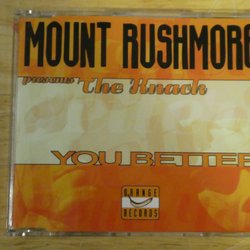 MOUNT RUSHMORE
presents The Knack
YOU BETTER
ORANGE
RECORDS